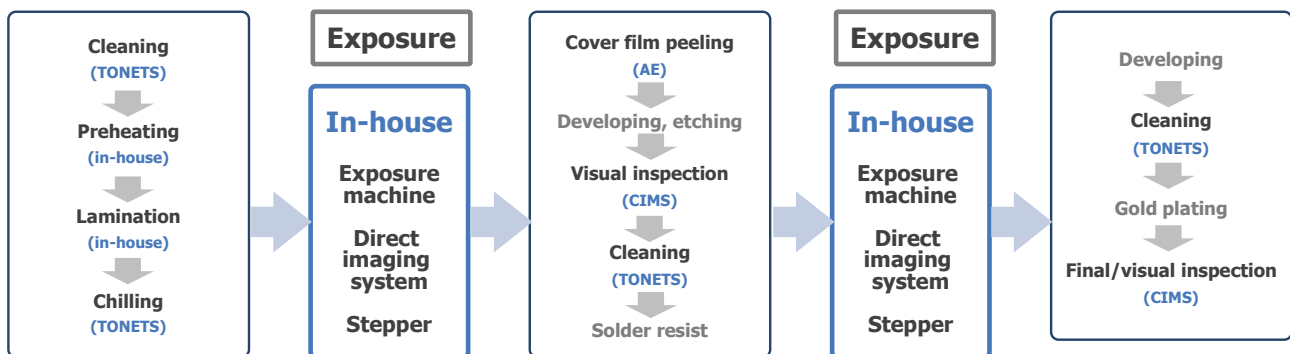 Cleaning
(TONETS)
Preheating
(in-house)
Lamination
(in-house)
Chilling
(TONETS)
Exposure
In-house
Exposure
machine
Direct
imaging
system
Stepper
Cover film peeling
(AE)
Developing, etching
Visual inspection
(CIMS)
Cleaning
(TONETS)
Solder resist
Exposure
In-house
Exposure
machine
Direct
imaging
system
Stepper
Developing
Cleaning
(TONETS)
Gold plating
Final/visual inspection
(CIMS)